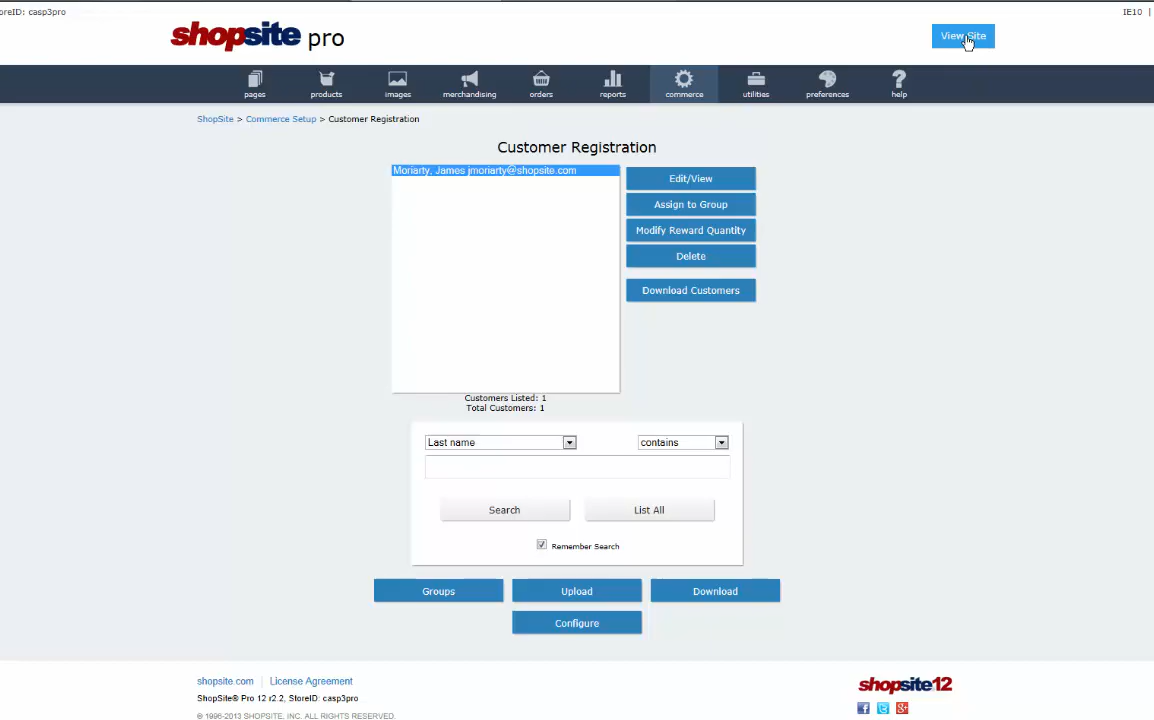 oreID: casp3pro
IE10 |
shopsite pro
View Site
pages
products
images
merchandising
orders
reports
commerce
utilities
preferences
help
ShopSite > Commerce Setup > Customer Registration
Customer Registration
Moriarty, James jmoriarty@shopsite.com
Edit/View
Assign to Group
Modify Reward Quantity
Delete
Download Customers
Customers Listed: 1
Total Customers: 1
Last name
contains
Search
List All
Remember Search
Groups
Upload
Download
Configure
shopsite.com | License Agreement
ShopSite® Pro 12 r2.2, StoreID: casp3pro
© 1996-2013 SHOPSITE, INC. ALL RIGHTS RESERVED.
shopsite12